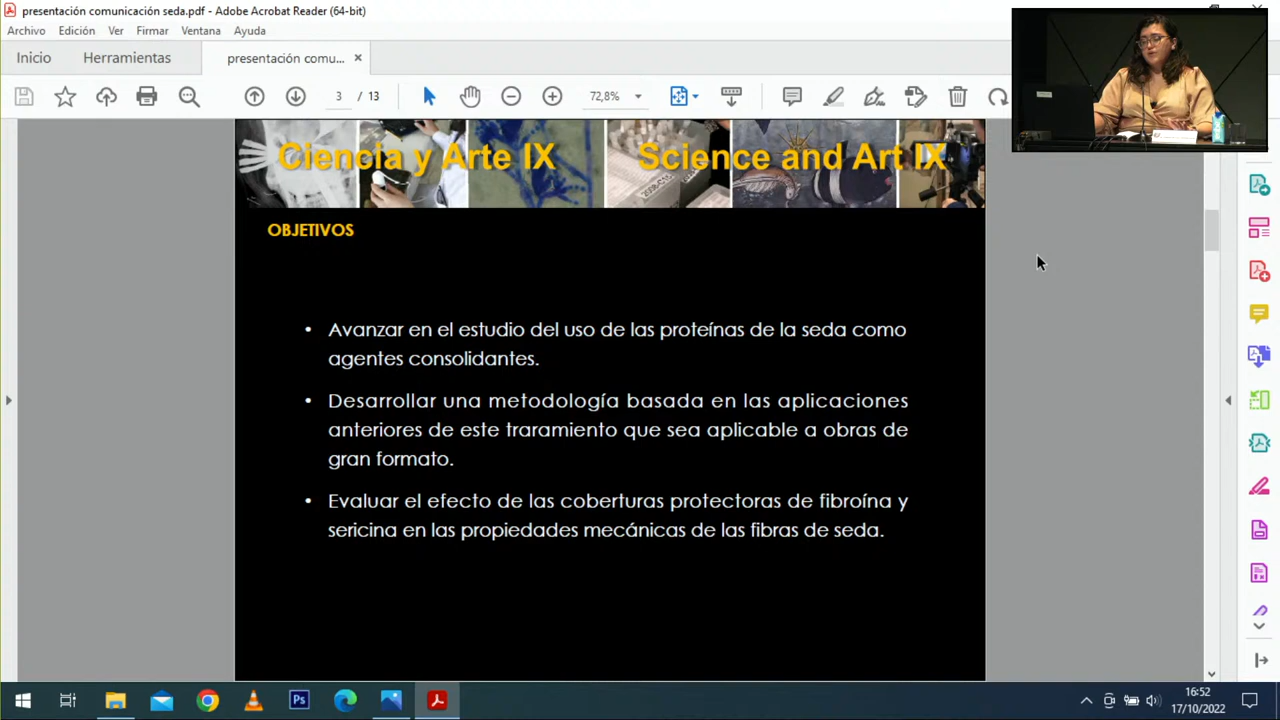 presentación comunicación seda.pdf - Adobe Acrobat Reader (64-bit)
Archivo Edición Ver Firmar Ventana Ayuda
Inicio Herramientas presentación comu... ×
3 / 13 72,8%
Ciencia y Arte IX Science and Art IX
OBJETIVOS
• Avanzar en el estudio del uso de las proteínas de la seda como
agentes consolidantes.
• Desarrollar una metodología basada en las aplicaciones
anteriores de este traramiento que sea aplicable a obras de
gran formato.
• Evaluar el efecto de las coberturas protectoras de fibroína y
sericina en las propiedades mecánicas de las fibras de seda.
Ps
16:52
17/10/2022